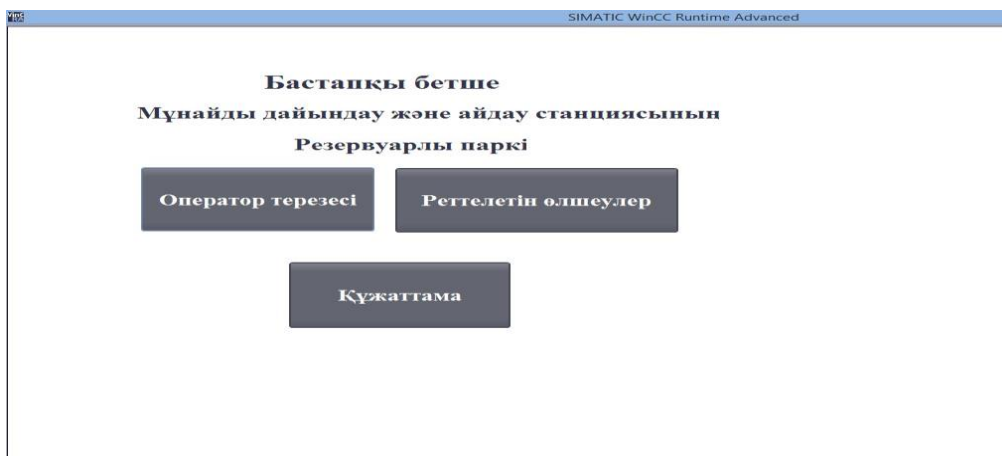 SIMATIC WinCC Runtime Advanced
Бастапқы бетше
Мұнайды дайындау және айдау станциясының
Резервуарлы паркі
Оператор терезесі
Реттелетін өлшеулер
Құжаттама